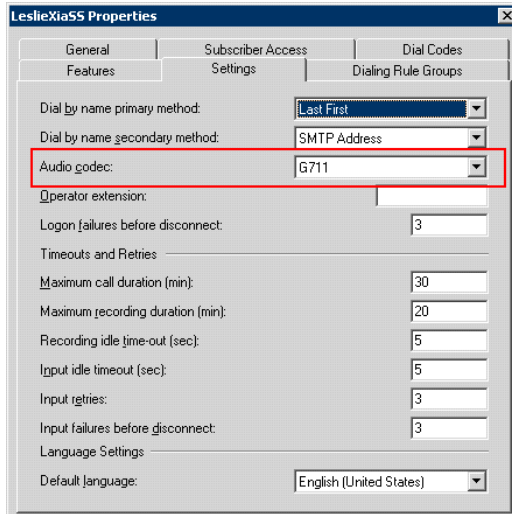 LeslieXiaSS Properties
General Subscriber Access Dial Codes
Features Settings Dialing Rule Groups
Dial by name primary method: Last First
Dial by name secondary method: SMTP Address
Audio codec: G711
Operator extension:
Logon failures before disconnect: 3
Timeouts and Retries
Maximum call duration (min): 30
Maximum recording duration (min): 20
Recording idle time-out (sec): 5
Input idle timeout (sec): 5
Input retries: 3
Input failures before disconnect: 3
Language Settings
Default language: English (United States)